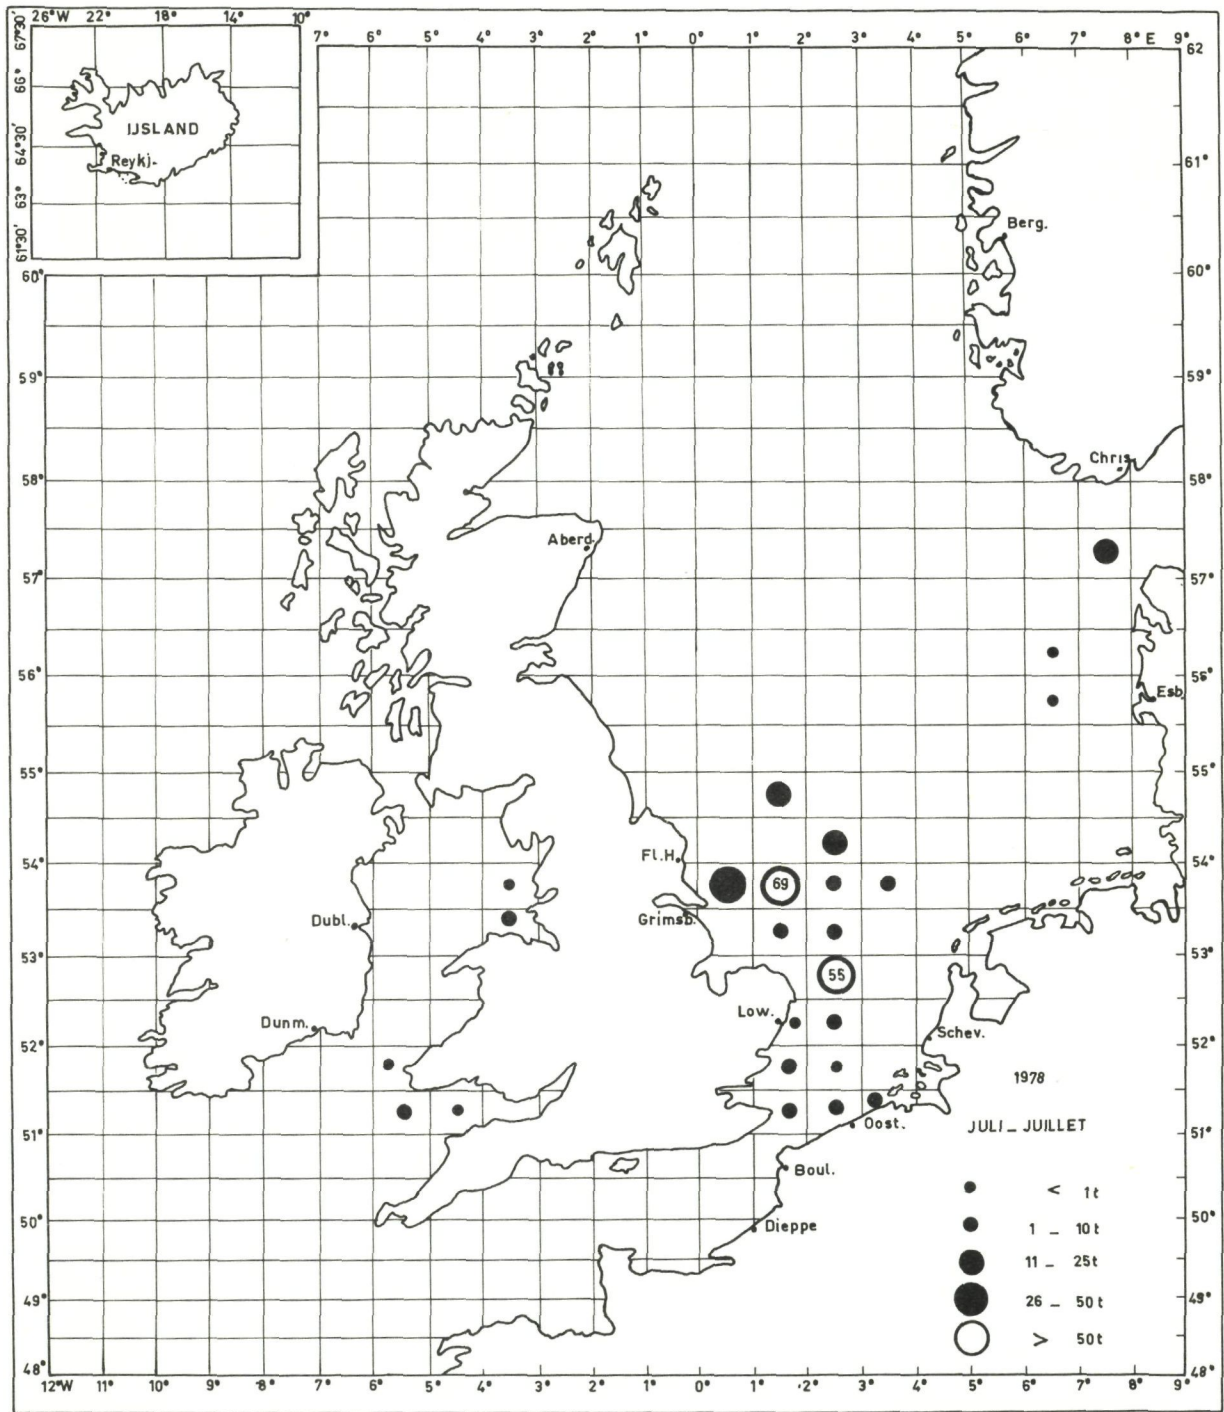 26°W 22° 18° 14° 10°
67°30' 66° 64°30' 63° 61°30'
IJSLAND
Reykj.
7° 6° 5° 4° 3° 2° 1° 0° 1° 2° 3° 4° 5° 6° 7° 8° E
62
61°
Berg.
60° 60°
59° 59°
Chris
58° 58°
Aberd.
57° 57°
56° 56°
Esb.
55° 55°
54° Fl.H. 54°
69
Dubl. Grimsb.
53° 53°
55
Dunm. Low. Schev.
52° 52°
1978
Oost. JULI_JUILLET
51° 51°
Boul.
< 1t
50° Dieppe 50°
1 _ 10t
11 _ 25t
49° 26 _ 50t 49°
> 50t
48° 48°
12°W 11° 10° 9° 8° 7° 6° 5° 4° 3° 2° 1° 0° 1° 2° 3° 4° 5° 6° 7° 8° 9°